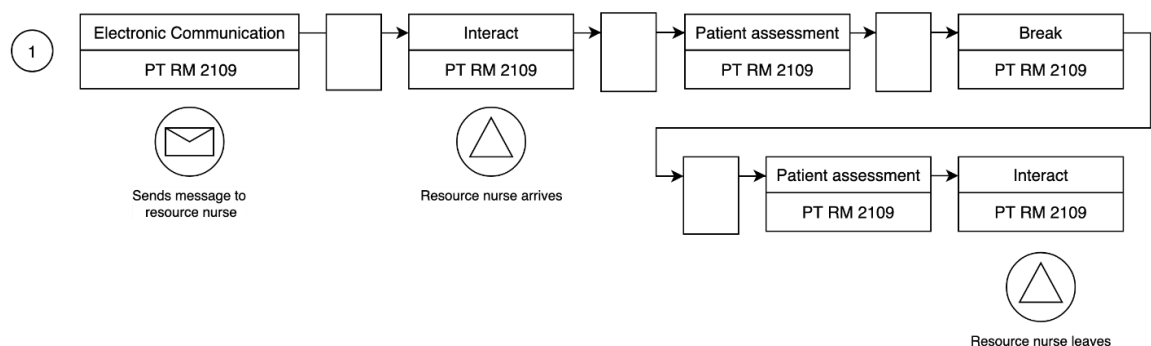 1
Electronic Communication
PT RM 2109
Interact
PT RM 2109
Patient assessment
PT RM 2109
Break
PT RM 2109
Sends message to
resource nurse
Resource nurse arrives
Patient assessment
PT RM 2109
Interact
PT RM 2109
Resource nurse leaves